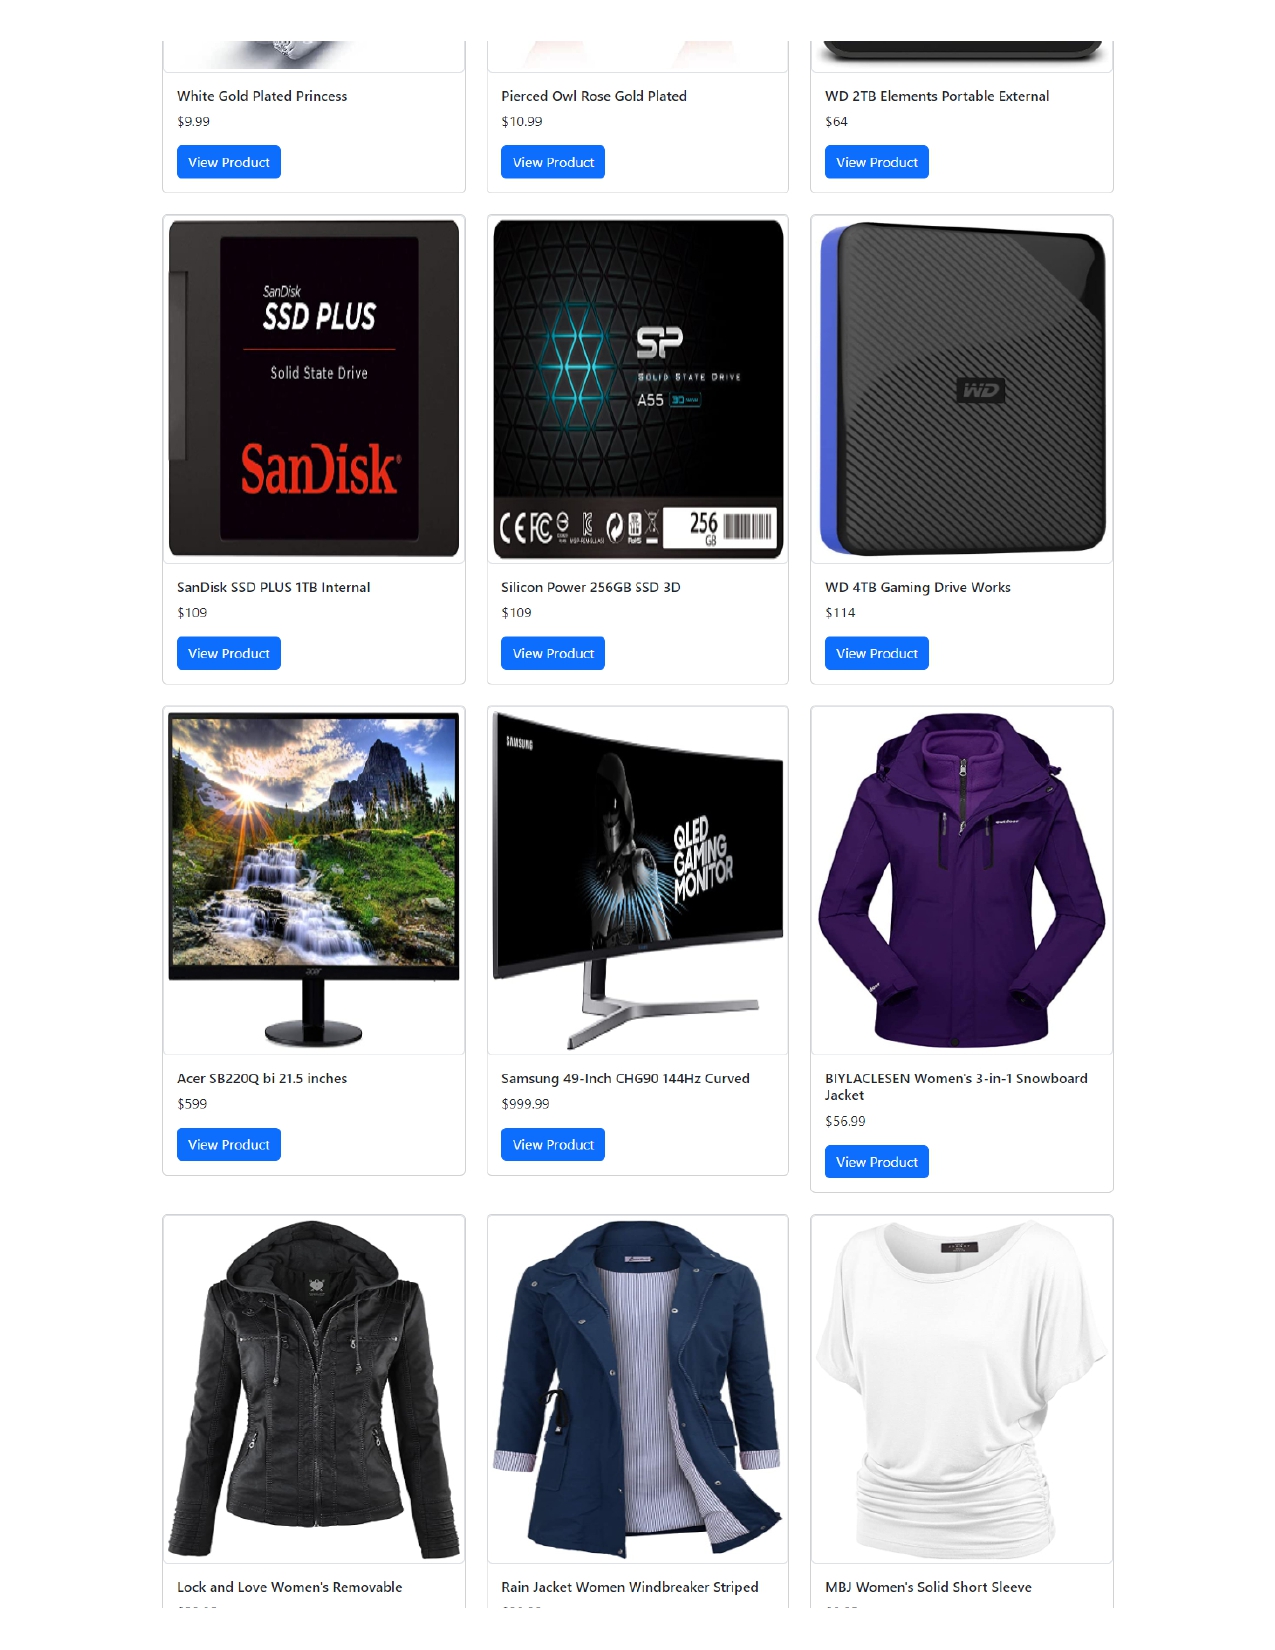 White Gold Plated Princess
$9.99
View Product
Pierced Owl Rose Gold Plated
$10.99
View Product
WD 2TB Elements Portable External
$64
View Product
SanDisk
SSD PLUS
Solid State Drive
SanDisk
SanDisk SSD PLUS 1TB Internal
$109
View Product
SP
SOLID STATE DRIVE
A55 3D NAND
CE FC
RoHS
256
GB
Silicon Power 256GB SSD 3D
$109
View Product
WD
WD 4TB Gaming Drive Works
$114
View Product
acer
Acer SB220Q bi 21.5 inches
$599
View Product
SAMSUNG
QLED
GAMING
MONITOR
Samsung 49-Inch CHG90 144Hz Curved
$999.99
View Product
BIYLACLESEN Women's 3-in-1 Snowboard
Jacket
$56.99
View Product
Lock and Love Women's Removable
Rain Jacket Women Windbreaker Striped
MBJ Women's Solid Short Sleeve